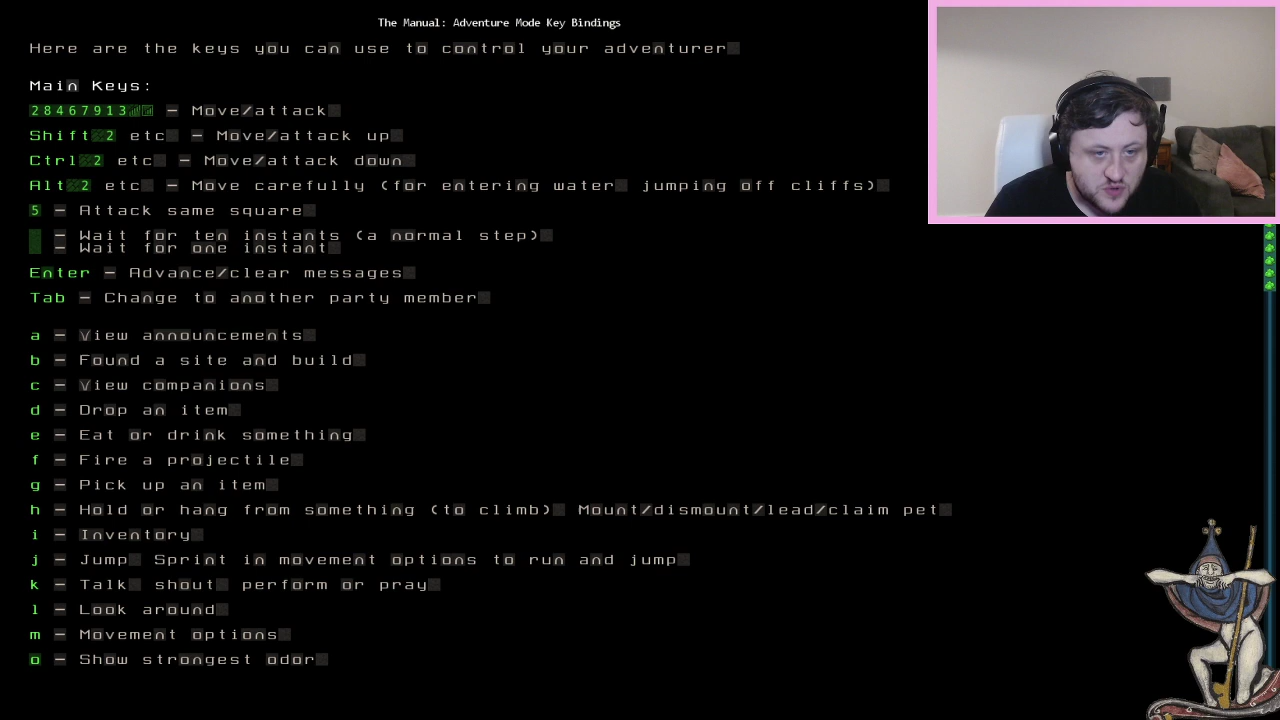 The Manual: Adventure Mode Key Bindings
Here are the keys you can use to control your adventurer
Main Keys:
28467913 - Move/attack
Shift 2 etc - Move/attack up
Ctrl 2 etc - Move/attack down
Alt 2 etc - Move carefully (for entering water jumping off cliffs)
5 - Attack same square
- Wait for ten instants (a normal step)
- Wait for one instant
Enter - Advance/clear messages
Tab - Change to another party member
a - View announcements
b - Found a site and build
c - View companions
d - Drop an item
e - Eat or drink something
f - Fire a projectile
g - Pick up an item
h - Hold or hang from something (to climb) Mount/dismount/lead/claim pet
i - Inventory
j - Jump Sprint in movement options to run and jump
k - Talk shout perform or pray
l - Look around
m - Movement options
o - Show strongest odor